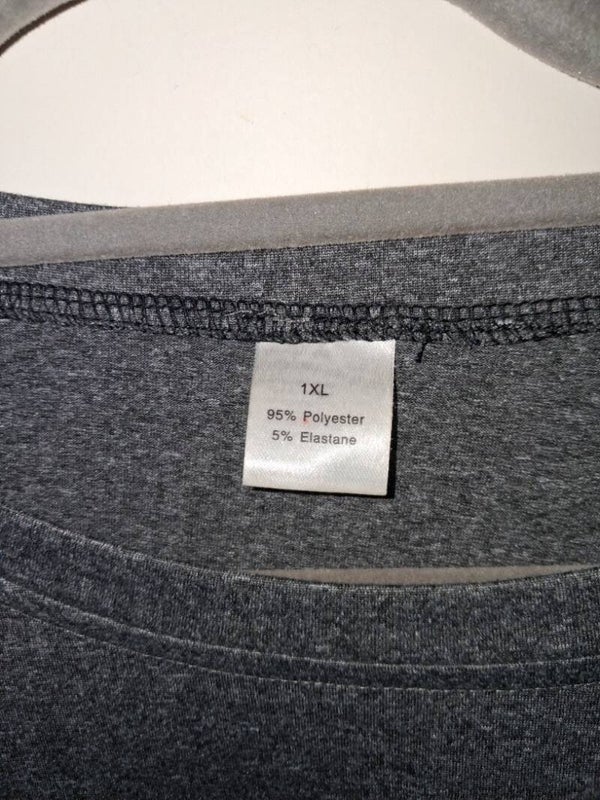 1XL
95% Polyester
5% Elastane